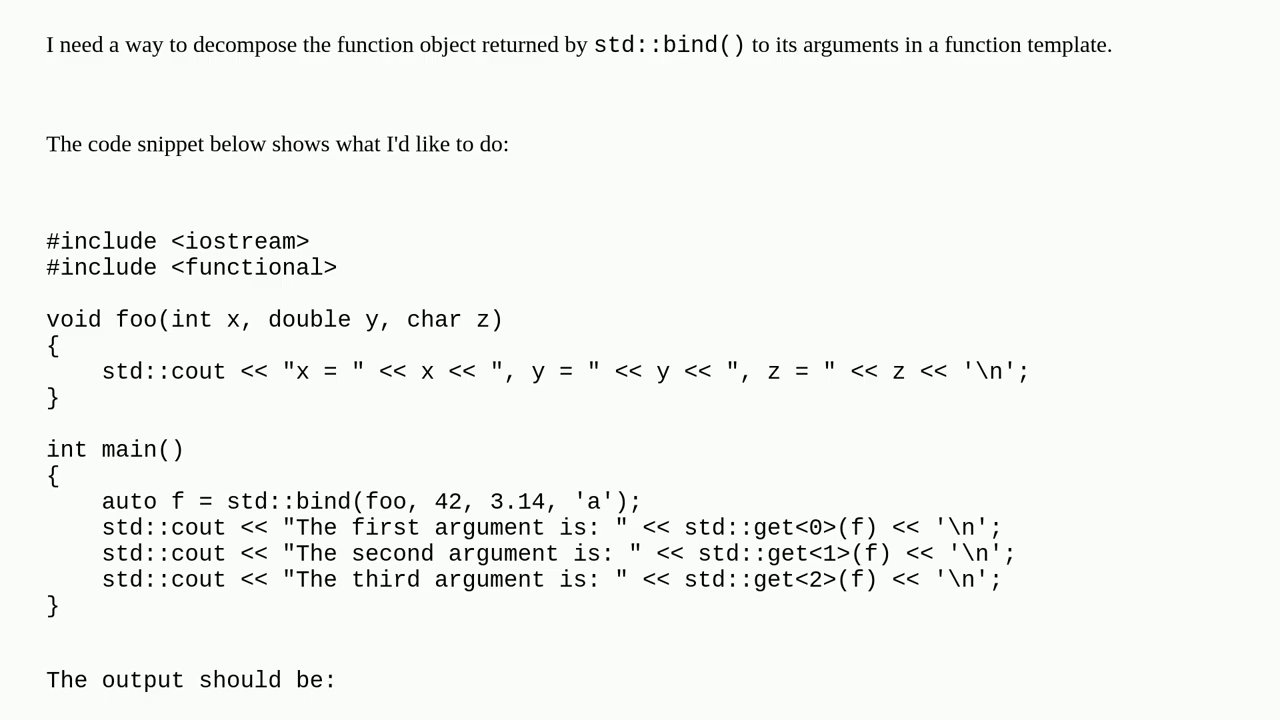 I need a way to decompose the function object returned by std::bind() to its arguments in a function template.
The code snippet below shows what I'd like to do:
#include <iostream>
#include <functional>
void foo(int x, double y, char z)
{
    std::cout << "x = " << x << ", y = " << y << ", z = " << z << '\n';
}
int main()
{
    auto f = std::bind(foo, 42, 3.14, 'a');
    std::cout << "The first argument is: " << std::get<0>(f) << '\n';
    std::cout << "The second argument is: " << std::get<1>(f) << '\n';
    std::cout << "The third argument is: " << std::get<2>(f) << '\n';
}
The output should be: